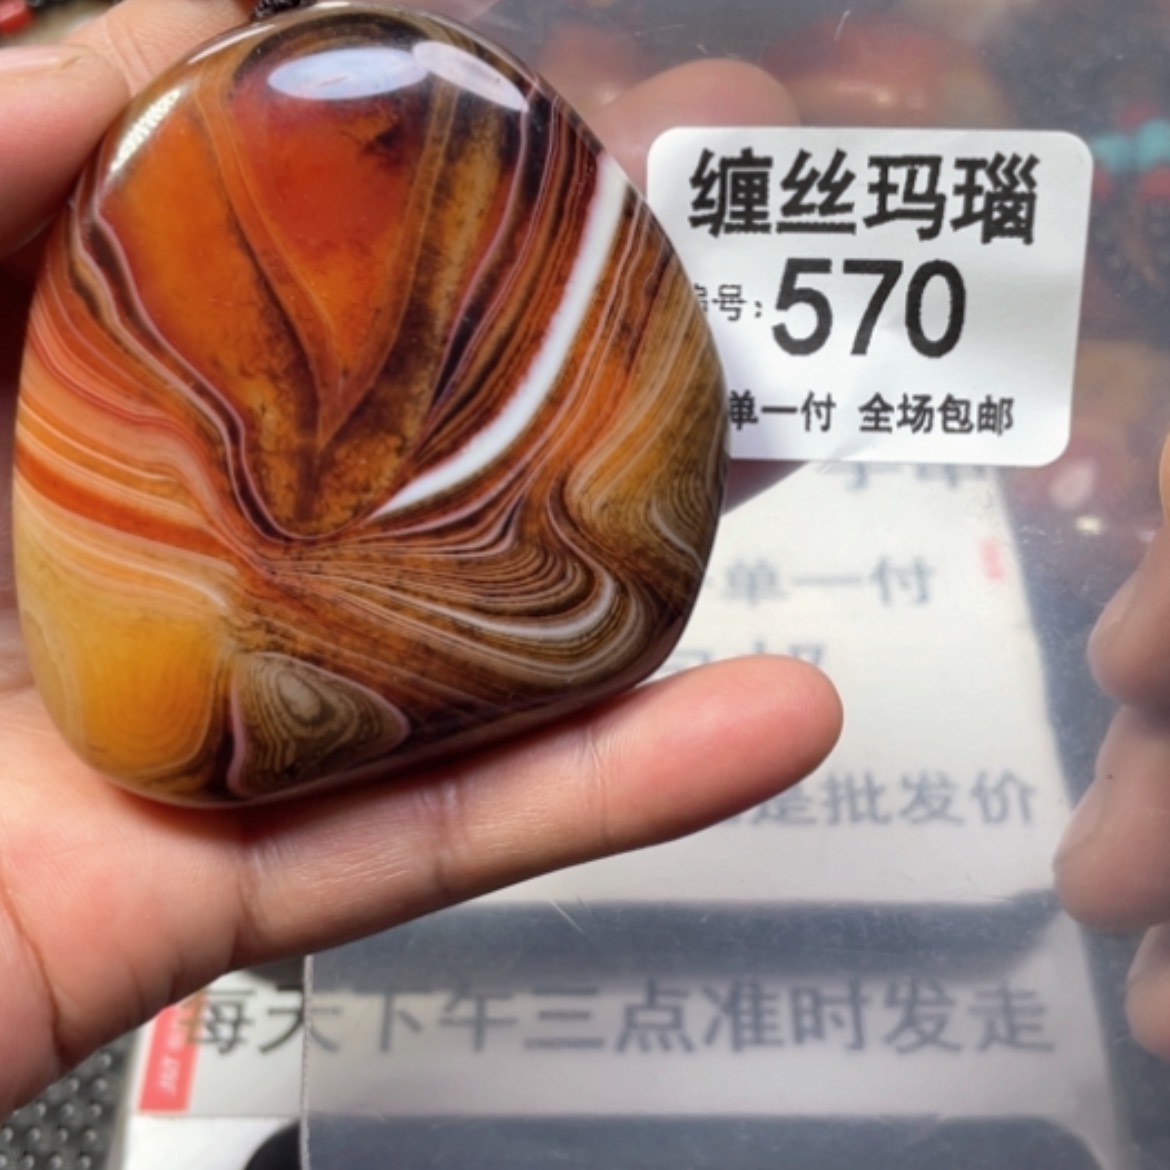 缠丝玛瑙
编号:570
单一付 全场包邮
单一付
是批发价
每天下午三点准时发走